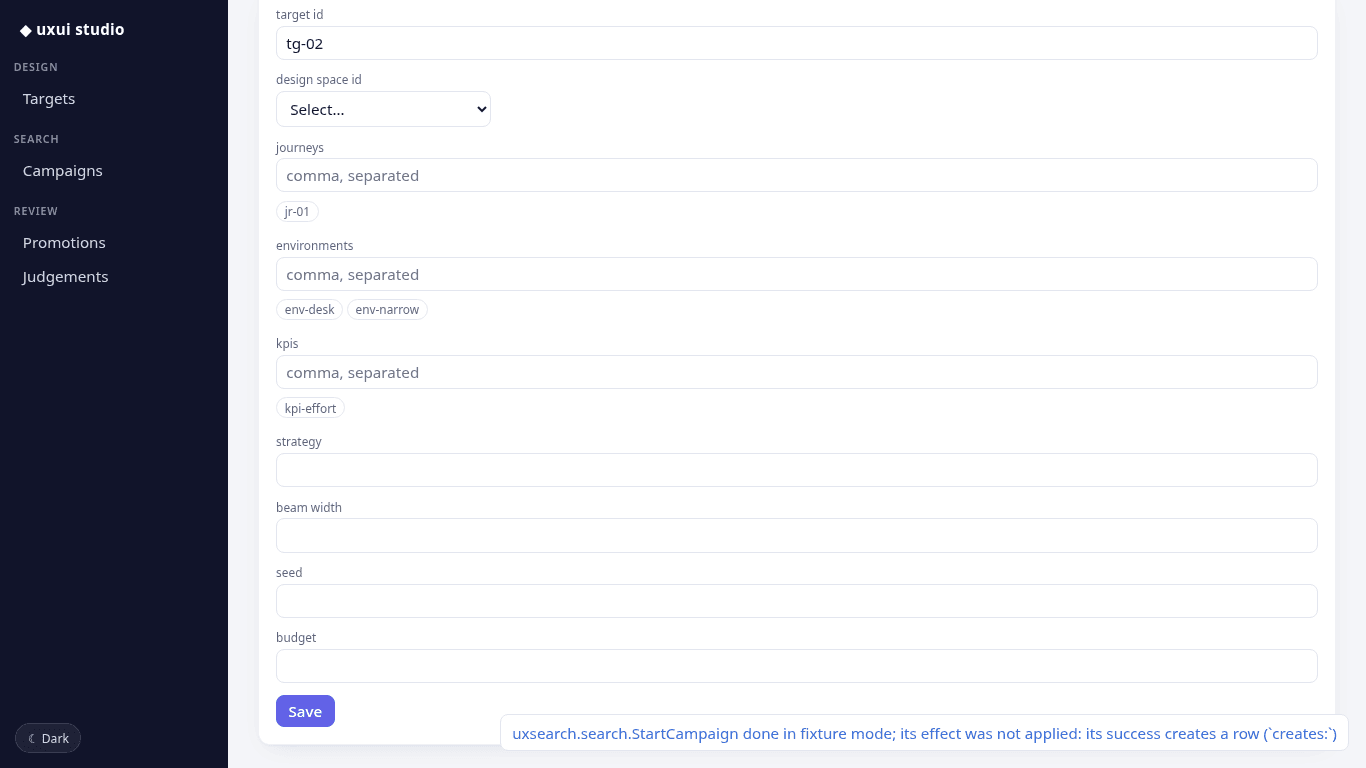 ◆ uxui studio
DESIGN
Targets
SEARCH
Campaigns
REVIEW
Promotions
Judgements
☾ Dark
target id
tg-02
design space id
Select...
journeys
comma, separated
jr-01
environments
comma, separated
env-desk env-narrow
kpis
comma, separated
kpi-effort
strategy
beam width
seed
budget
Save
uxsearch.search.StartCampaign done in fixture mode; its effect was not applied: its success creates a row (`creates:`)